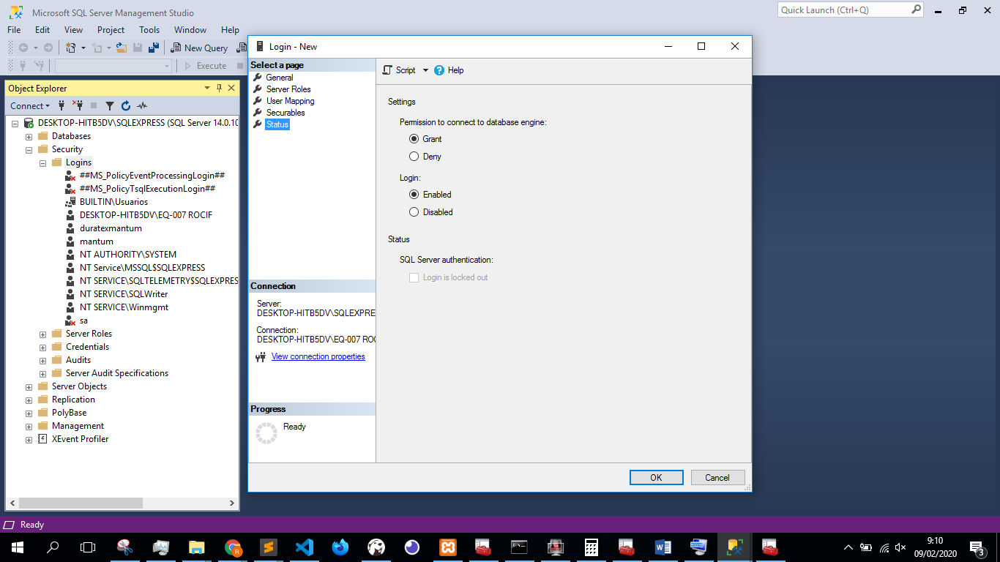 Microsoft SQL Server Management Studio
Quick Launch (Ctrl+Q)
File Edit View Project Tools Window Help
New Query
Execute
Object Explorer
Connect
DESKTOP-HITB5DV\SQLEXPRESS (SQL Server 14.0.10
Databases
Security
Logins
##MS_PolicyEventProcessingLogin##
##MS_PolicyTsqlExecutionLogin##
BUILTIN\Usuarios
DESKTOP-HITB5DV\EQ-007 ROCIF
duratexmantum
mantum
NT AUTHORITY\SYSTEM
NT Service\MSSQL$SQLEXPRESS
NT SERVICE\SQLTELEMETRY$SQLEXPRES
NT SERVICE\SQLWriter
NT SERVICE\Winmgmt
sa
Server Roles
Credentials
Audits
Server Audit Specifications
Server Objects
Replication
PolyBase
Management
XEvent Profiler
Login - New
Select a page
General
Server Roles
User Mapping
Securables
Status
Connection
Server:
DESKTOP-HITB5DV\SQLEXPRE
Connection:
DESKTOP-HITB5DV\EQ-007 ROC
View connection properties
Progress
Ready
Script Help
Settings
Permission to connect to database engine:
Grant
Deny
Login:
Enabled
Disabled
Status
SQL Server authentication:
Login is locked out
OK Cancel
Ready
9:10
09/02/2020
3